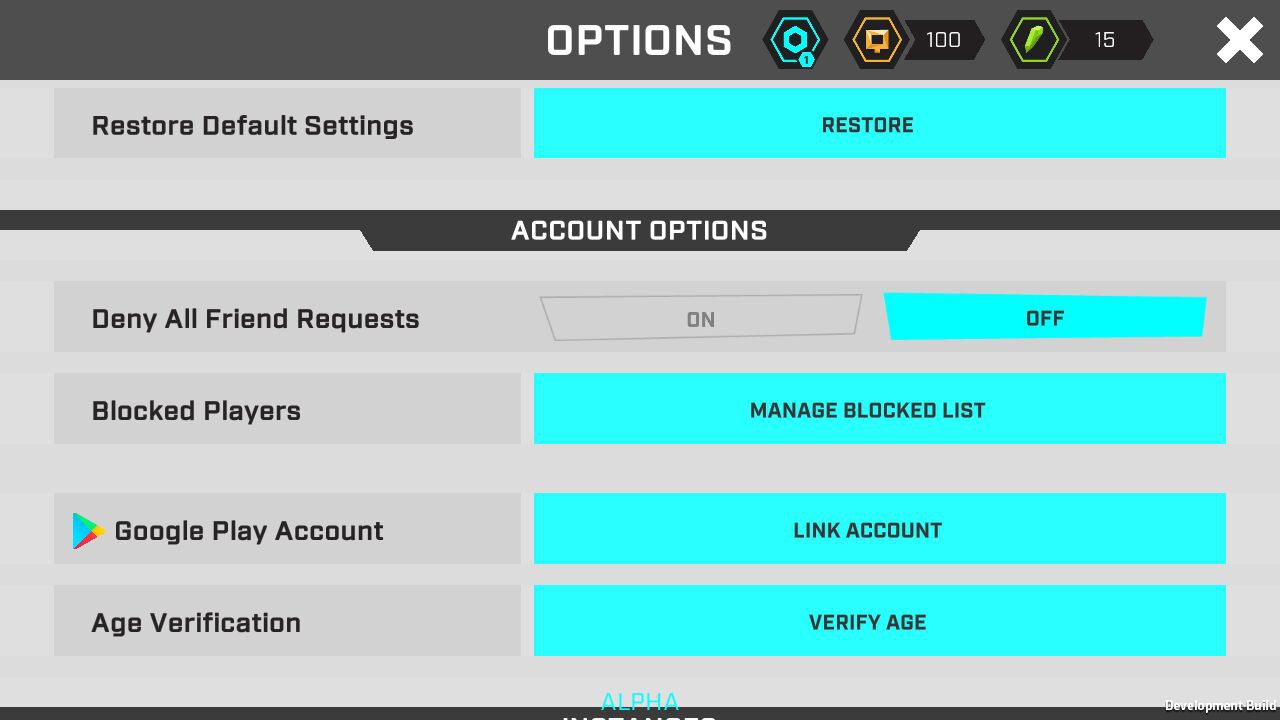 OPTIONS
1
100
15
Restore Default Settings
RESTORE
ACCOUNT OPTIONS
Deny All Friend Requests
ON
OFF
Blocked Players
MANAGE BLOCKED LIST
Google Play Account
LINK ACCOUNT
Age Verification
VERIFY AGE
ALPHA
INSTANCES
Development Build